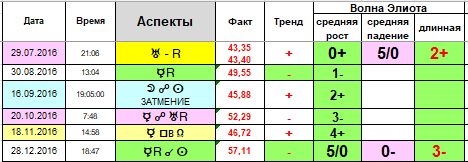 Волна Элиота
Дата Время Аспекты Факт Тренд средняя рост средняя падение длинная
29.07.2016 21:06 ♅ - R 43,35 43,40 + 0+ 5/0 2+
30.08.2016 13:04 ☿R 49,55 - 1-
16.09.2016 19:05:00 ☽ ☍ ☉ ЗАТМЕНИЕ 45,88 + 2+
20.10.2016 7:48 ☿ ☍ ♅R 52,29 - 3-
18.11.2016 14:58 ☿ □ В ☊ 46,72 + 4+
28.12.2016 18:47 ☿R ☌ ☉ 57,11 - 5/0 0- 3-